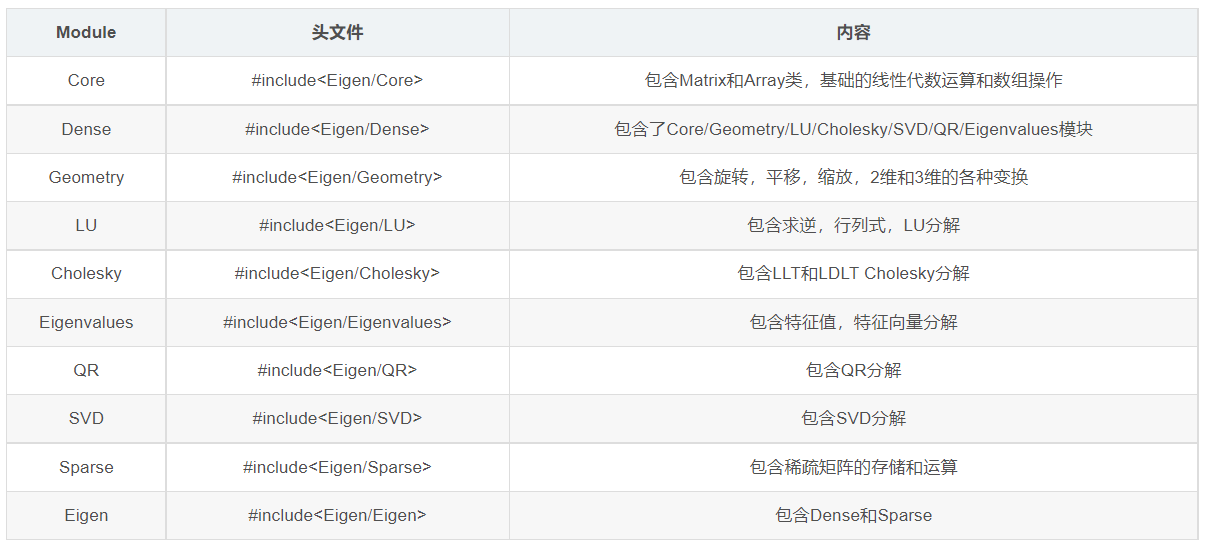 Module 头文件 内容
Core #include<Eigen/Core> 包含Matrix和Array类，基础的线性代数运算和数组操作
Dense #include<Eigen/Dense> 包含了Core/Geometry/LU/Cholesky/SVD/QR/Eigenvalues模块
Geometry #include<Eigen/Geometry> 包含旋转，平移，缩放，2维和3维的各种变换
LU #include<Eigen/LU> 包含求逆，行列式，LU分解
Cholesky #include<Eigen/Cholesky> 包含LLT和LDLT Cholesky分解
Eigenvalues #include<Eigen/Eigenvalues> 包含特征值，特征向量分解
QR #include<Eigen/QR> 包含QR分解
SVD #include<Eigen/SVD> 包含SVD分解
Sparse #include<Eigen/Sparse> 包含稀疏矩阵的存储和运算
Eigen #include<Eigen/Eigen> 包含Dense和Sparse